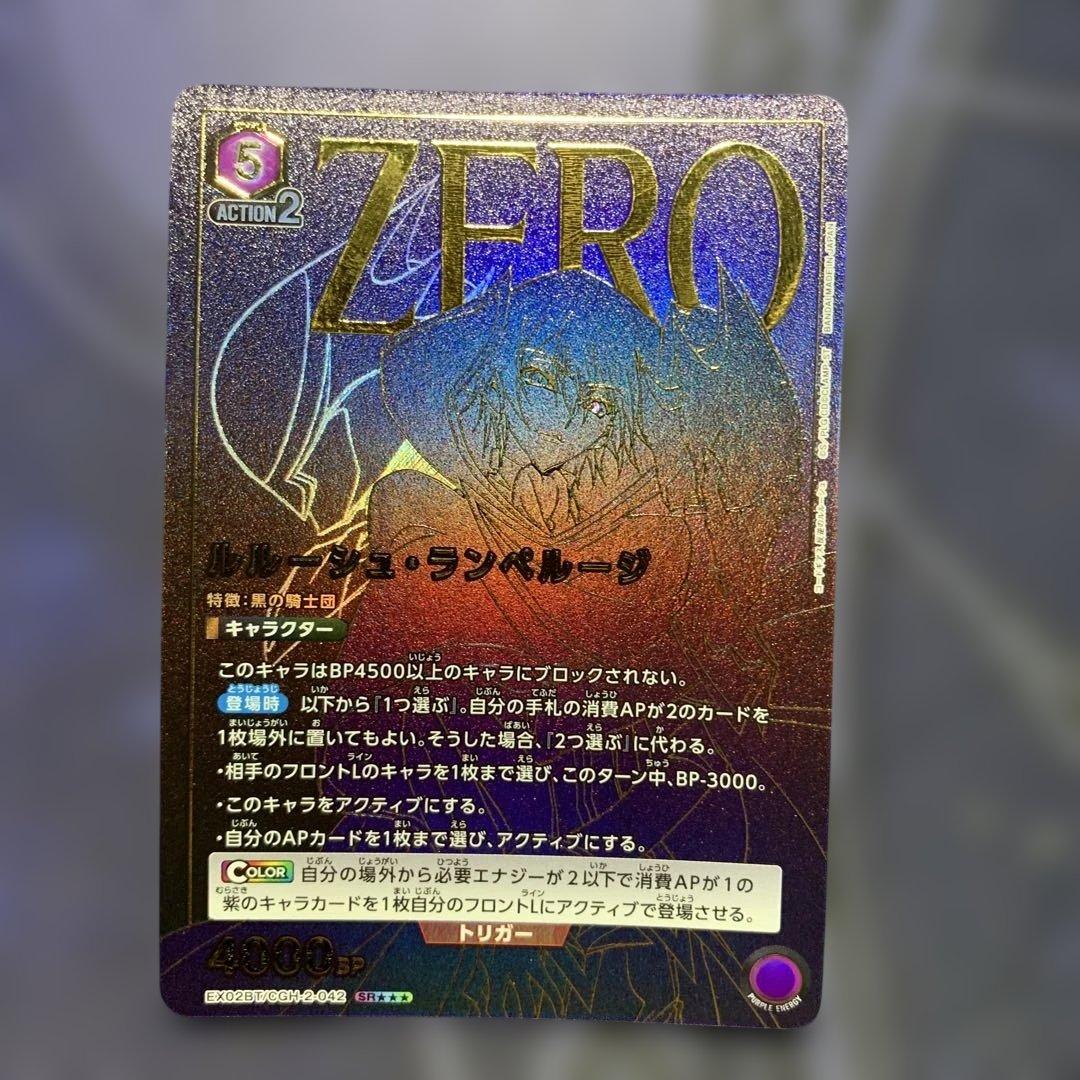 5
ZERO
ACTION2
BANDAI MADE IN JAPAN
ルルーシュ・ランペルージ
特徴：黒の騎士団
キャラクター
このキャラはBP4500以上のキャラにブロックされない。
登場時 以下から『1つ選ぶ』。自分の手札の消費APが2のカードを
1枚場外に置いてもよい。そうした場合、『2つ選ぶ』に代わる。
・相手のフロントLのキャラを1枚まで選び、このターン中、BP-3000。
・このキャラをアクティブにする。
・自分のAPカードを1枚まで選び、アクティブにする。
COLOR 自分の場外から必要エナジーが2以下で消費APが1の
紫のキャラカードを1枚自分のフロントLにアクティブで登場させる。
トリガー
4000BP
EX02BT/CGH-2-042 SR★★★
PURPLE ENERGY